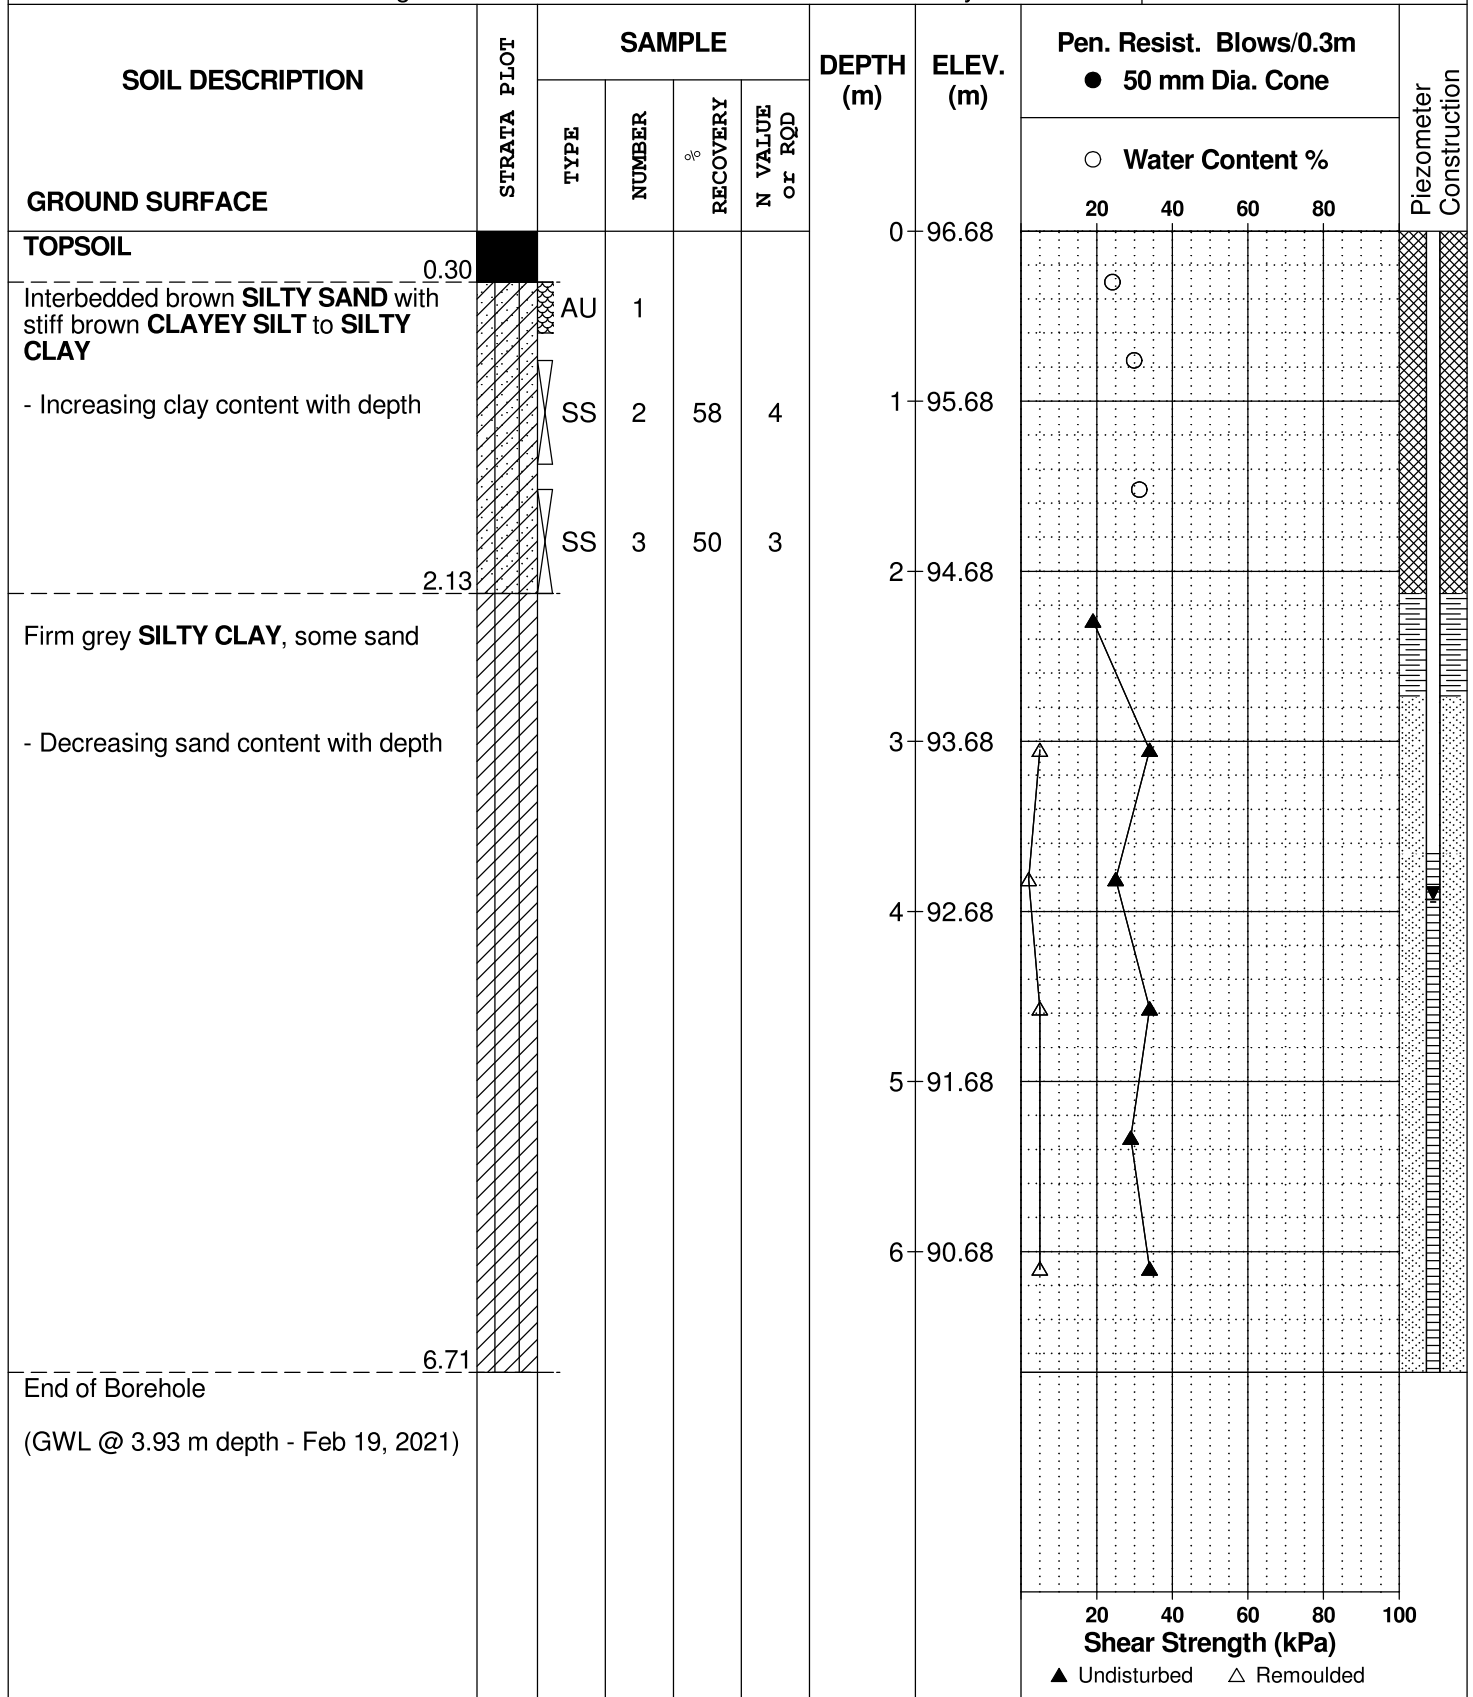 SOIL DESCRIPTION
GROUND SURFACE
STRATA PLOT
SAMPLE
TYPE
NUMBER
% RECOVERY
N VALUE or RQD
DEPTH (m)
ELEV. (m)
Pen. Resist. Blows/0.3m
● 50 mm Dia. Cone
○ Water Content %
20 40 60 80
Piezometer
Construction
0 96.68
TOPSOIL
0.30
Interbedded brown SILTY SAND with
stiff brown CLAYEY SILT to SILTY
CLAY
AU 1
- Increasing clay content with depth
SS 2 58 4
1 95.68
SS 3 50 3
2 94.68
2.13
Firm grey SILTY CLAY, some sand
- Decreasing sand content with depth
3 93.68
4 92.68
5 91.68
6 90.68
6.71
End of Borehole
(GWL @ 3.93 m depth - Feb 19, 2021)
20 40 60 80 100
Shear Strength (kPa)
▲ Undisturbed △ Remoulded